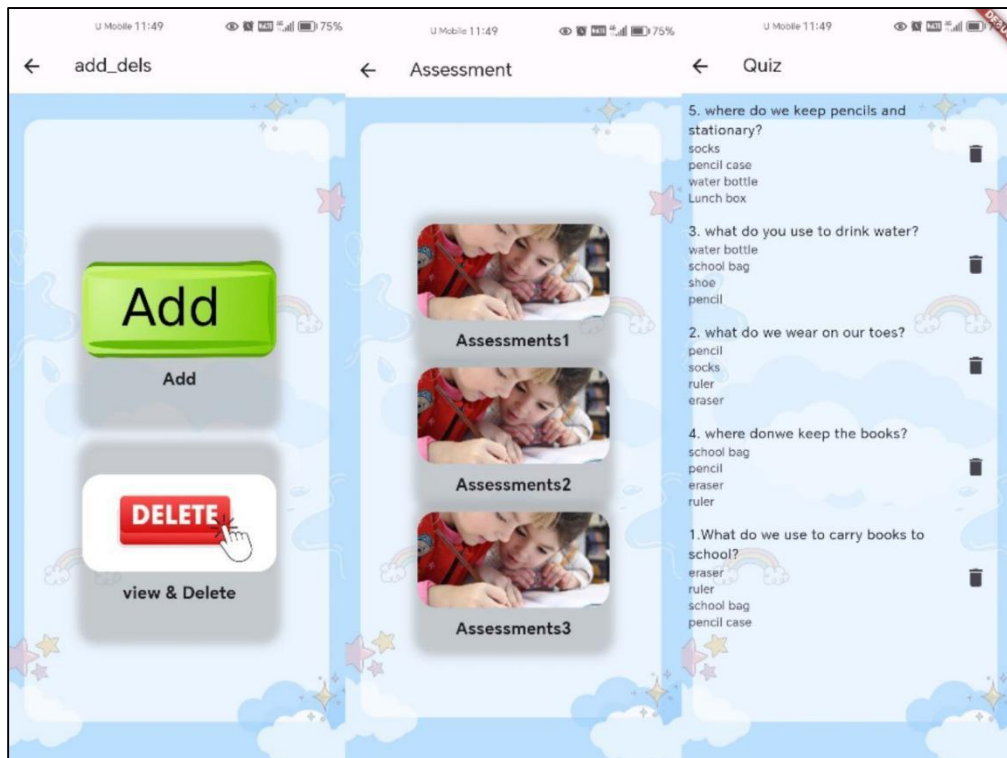 U Mobile 11:49 75%
add_dels
Add
Add
DELETE
view & Delete
U Mobile 11:49 75%
Assessment
Assessments1
Assessments2
Assessments3
U Mobile 11:49
Quiz
5. where do we keep pencils and
stationary?
socks
pencil case
water bottle
Lunch box
3. what do you use to drink water?
water bottle
school bag
shoe
pencil
2. what do we wear on our toes?
pencil
socks
ruler
eraser
4. where donwe keep the books?
school bag
pencil
eraser
ruler
1.What do we use to carry books to
school?
eraser
ruler
school bag
pencil case